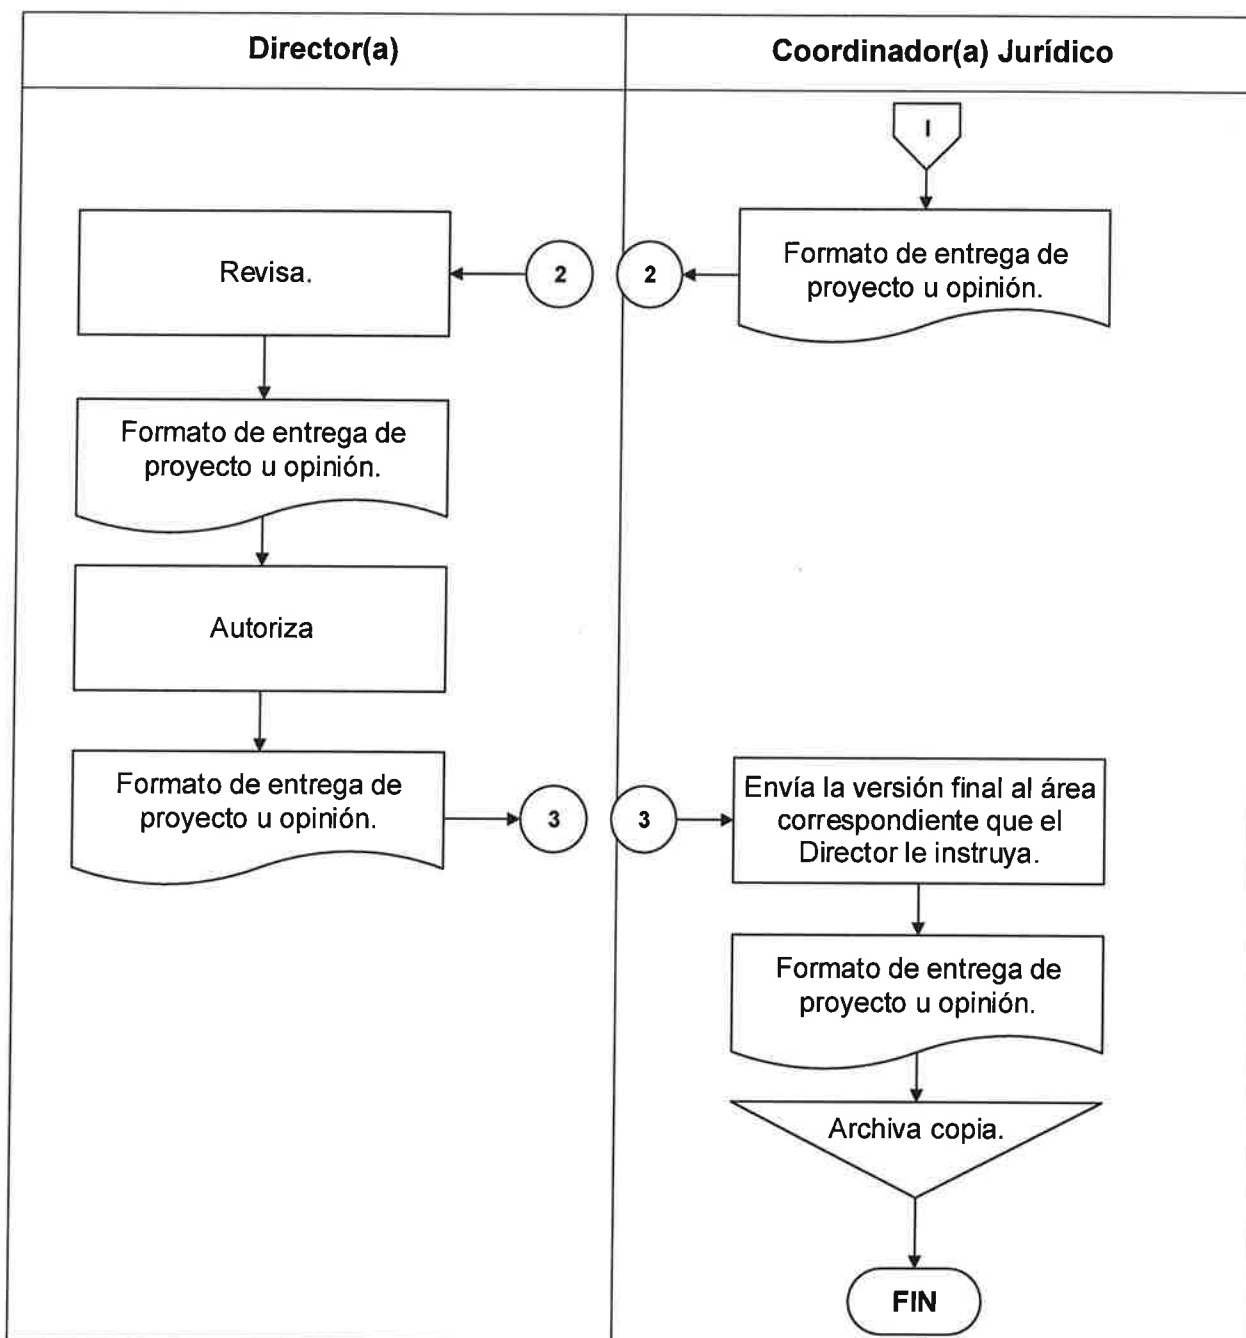 Director(a)
Coordinador(a) Jurídico
I
Formato de entrega de
proyecto u opinión.
2
2
Revisa.
Formato de entrega de
proyecto u opinión.
Autoriza
Formato de entrega de
proyecto u opinión.
3
3
Envía la versión final al área
correspondiente que el
Director le instruya.
Formato de entrega de
proyecto u opinión.
Archiva copia.
FIN